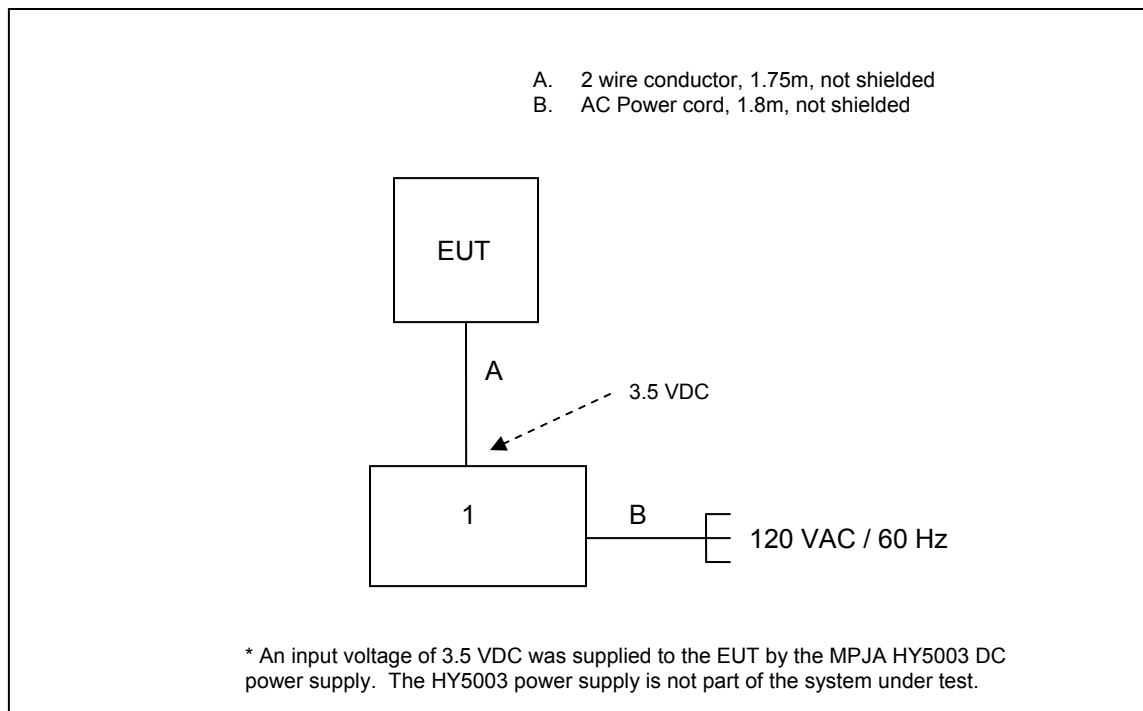 A. 2 wire conductor, 1.75m, not shielded
B. AC Power cord, 1.8m, not shielded
EUT
A
3.5 VDC
1
B
120 VAC / 60 Hz
* An input voltage of 3.5 VDC was supplied to the EUT by the MPJA HY5003 DC
power supply. The HY5003 power supply is not part of the system under test.